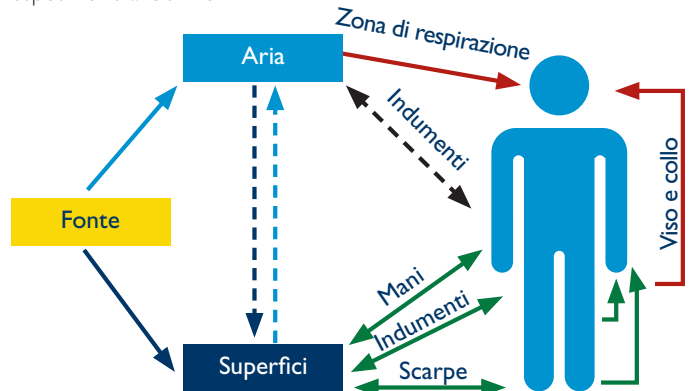 Zona di respirazione
Aria
Indumenti
Viso e collo
Fonte
Mani
Indumenti
Superfici
Scarpe